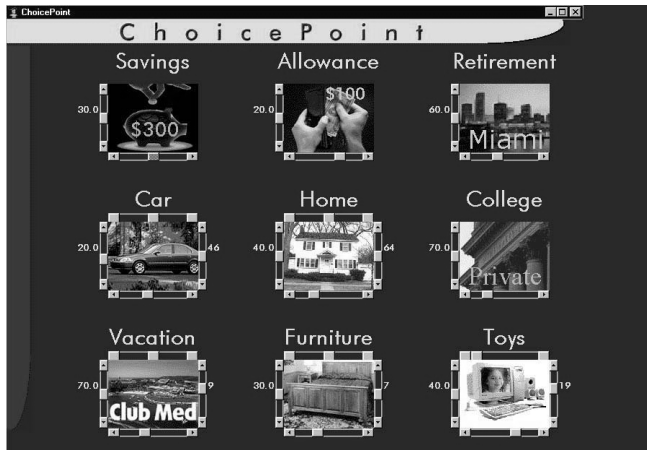 ChoicePoint
ChoicePoint
Savings
Allowance
Retirement
30.0
$300
20.0
$100
60.0
Miami
Car
Home
College
20.0
46
40.0
64
70.0
Private
Vacation
Furniture
Toys
70.0
Club Med
9
30.0
7
40.0
19